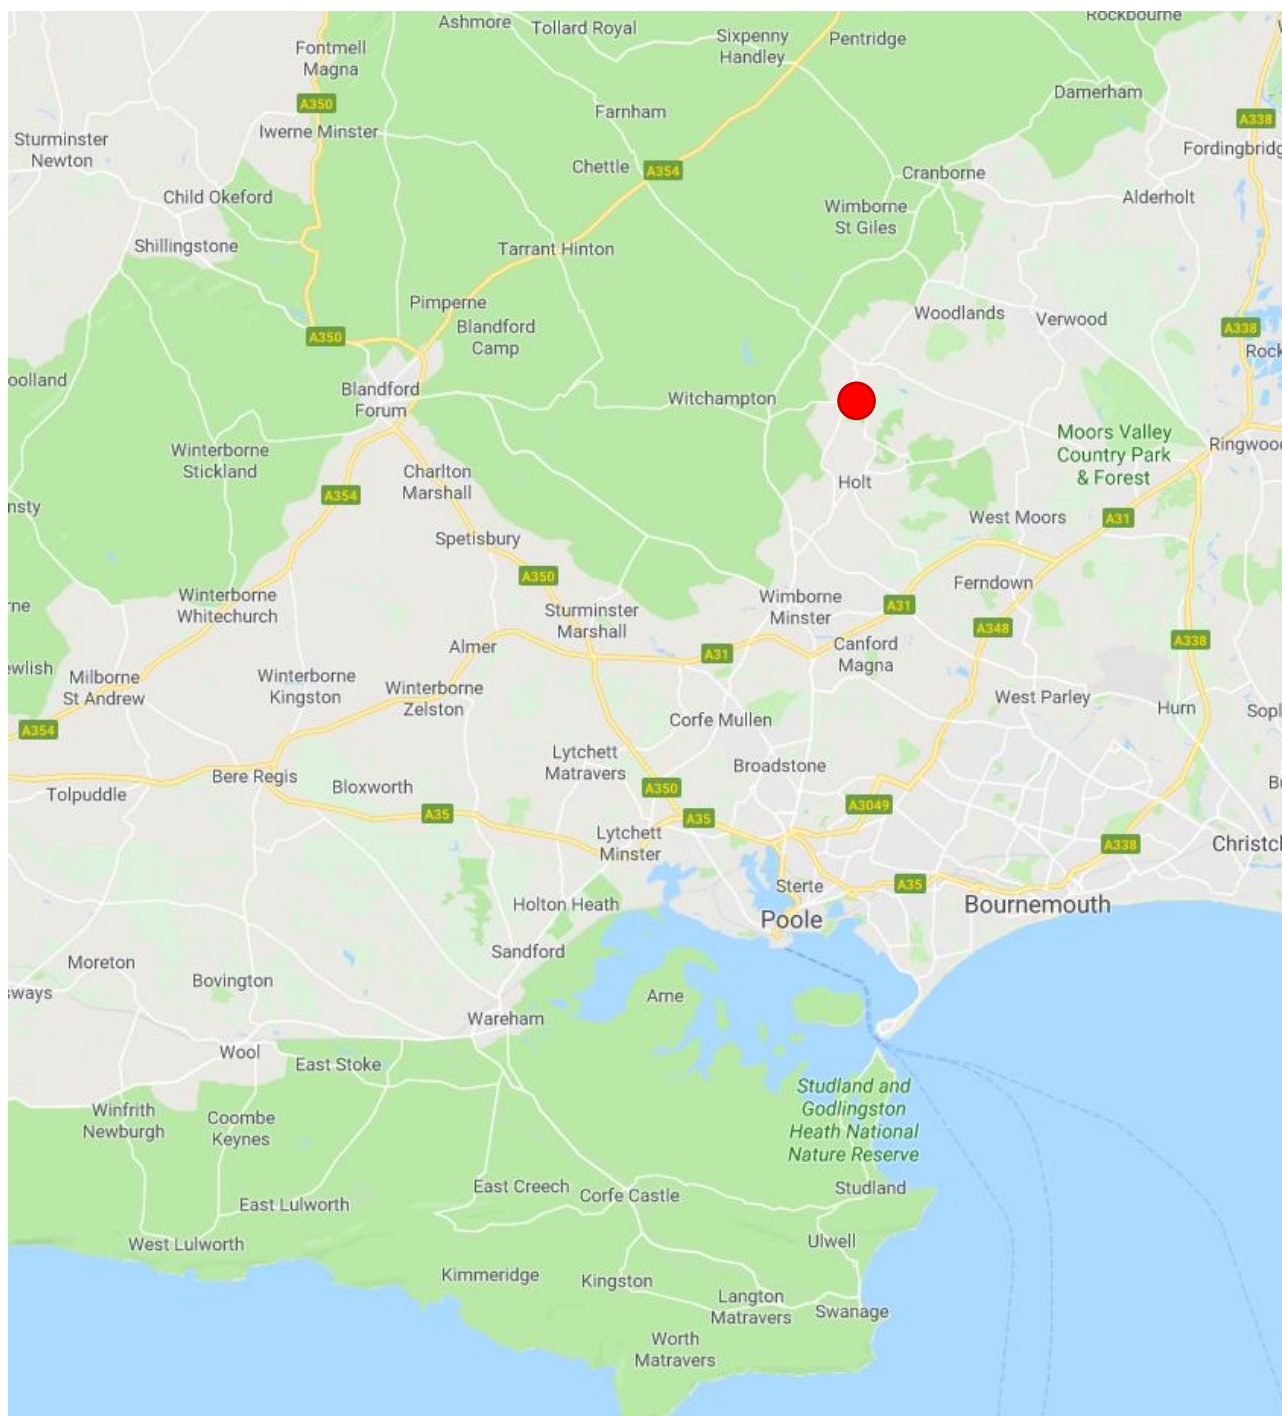 Ashmore
Tollard Royal
Rockbourne
Sixpenny
Handley
Pentridge
Fontmell
Magna
A350
Farnham
Damerham
A338
Iwerne Minster
Sturminster
Newton
Fordingbridg
Chettle
A354
Cranborne
Child Okeford
Alderholt
Wimborne
St Giles
Shillingstone
Tarrant Hinton
Pimperne
Woodlands
Verwood
A350
Blandford
Camp
A338
Rock
oolland
Blandford
Forum
Witchampton
Moors Valley
Country Park
& Forest
Ringwoo
Winterborne
Stickland
Charlton
Marshall
Holt
A354
nsty
West Moors
A31
Spetisbury
A350
Ferndown
Winterborne
Whitechurch
rne
Sturminster
Marshall
Wimborne
Minster
A31
A348
A338
Almer
A31
Canford
Magna
ewlish
Milborne
St Andrew
Winterborne
Kingston
Winterborne
Zelston
West Parley
Hurn
Sopl
Corfe Mullen
A354
Lytchett
Matravers
Broadstone
Bere Regis
Bloxworth
A350
Tolpuddle
A3049
A35
A35
Lytchett
Minster
A338
Christcl
Sterte
A35
Holton Heath
Poole
Bournemouth
Sandford
Moreton
Bovington
sways
Arne
Wareham
Wool
East Stoke
Studland and
Godlingston
Heath National
Nature Reserve
Winfrith
Newburgh
Coombe
Keynes
East Creech
Corfe Castle
Studland
East Lulworth
West Lulworth
Ulwell
Kimmeridge
Kingston
Langton
Matravers
Swanage
Worth
Matravers